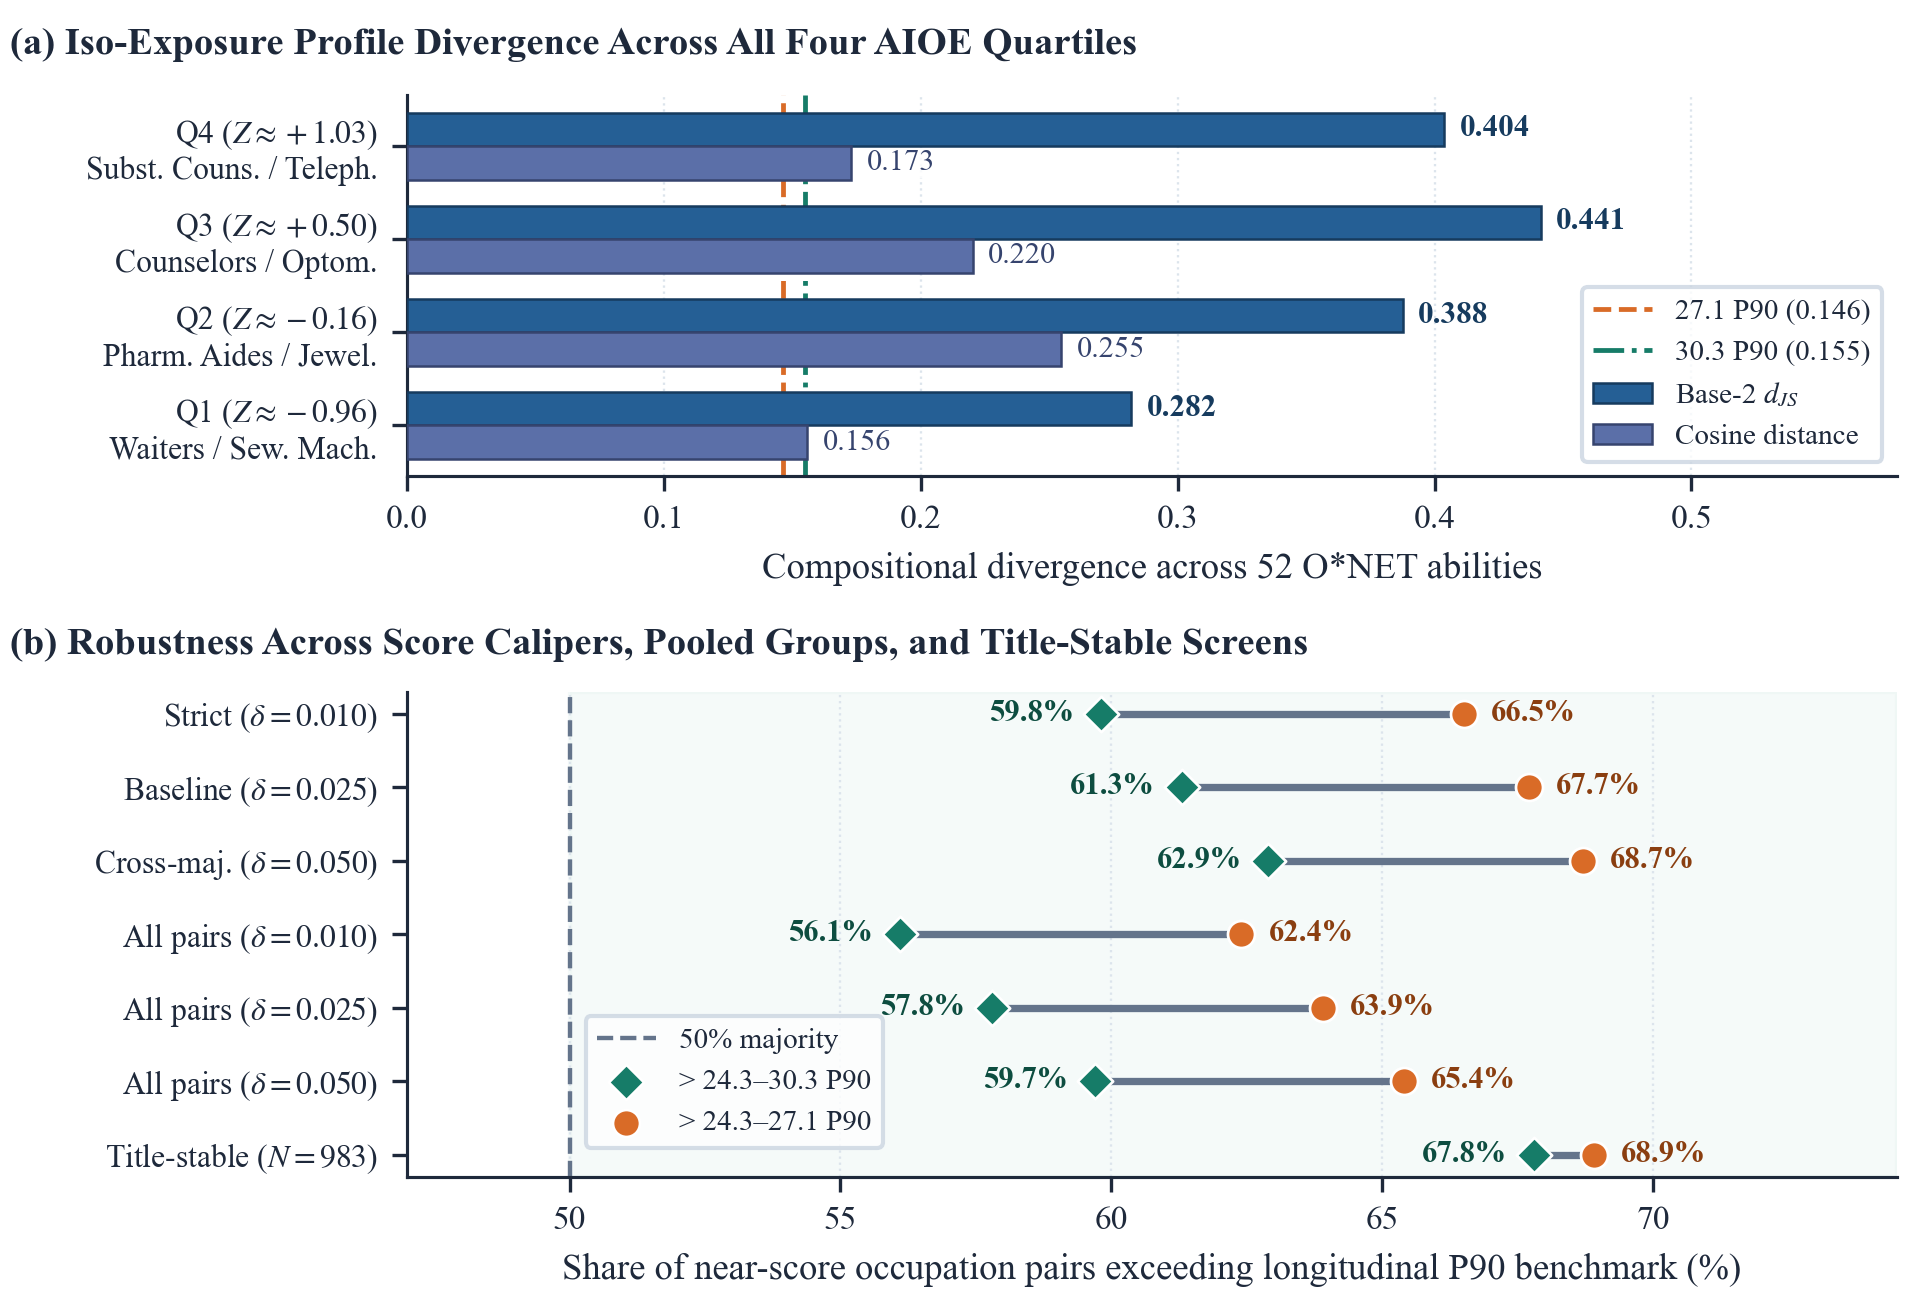 (a) Iso-Exposure Profile Divergence Across All Four AIOE Quartiles
Q4 (Z ≈ +1.03)
Subst. Couns. / Teleph.
0.404
0.173
Q3 (Z ≈ +0.50)
Counselors / Optom.
0.441
0.220
Q2 (Z ≈ −0.16)
Pharm. Aides / Jewel.
0.388
0.255
Q1 (Z ≈ −0.96)
Waiters / Sew. Mach.
0.282
0.156
27.1 P90 (0.146)
30.3 P90 (0.155)
Base-2 dJS
Cosine distance
0.0 0.1 0.2 0.3 0.4 0.5
Compositional divergence across 52 O*NET abilities
(b) Robustness Across Score Calipers, Pooled Groups, and Title-Stable Screens
Strict (δ = 0.010) 59.8% 66.5%
Baseline (δ = 0.025) 61.3% 67.7%
Cross-maj. (δ = 0.050) 62.9% 68.7%
All pairs (δ = 0.010) 56.1% 62.4%
All pairs (δ = 0.025) 57.8% 63.9%
All pairs (δ = 0.050) 59.7% 65.4%
Title-stable (N = 983) 67.8% 68.9%
50% majority
> 24.3–30.3 P90
> 24.3–27.1 P90
50 55 60 65 70
Share of near-score occupation pairs exceeding longitudinal P90 benchmark (%)